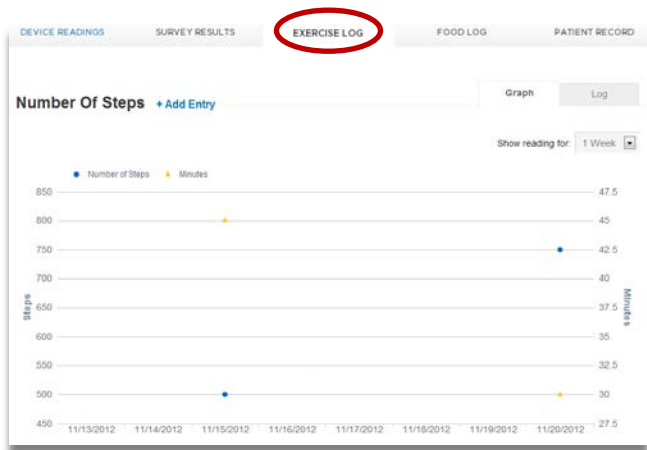 DEVICE READINGS SURVEY RESULTS EXERCISE LOG FOOD LOG PATIENT RECORD
Graph Log
Number Of Steps + Add Entry
Show reading for: 1 Week
Number of Steps Minutes
850 47.5
800 45
750 42.5
700 40
650 37.5
600 35
550 32.5
500 30
450 27.5
Steps
Minutes
11/13/2012 11/14/2012 11/15/2012 11/16/2012 11/17/2012 11/18/2012 11/19/2012 11/20/2012